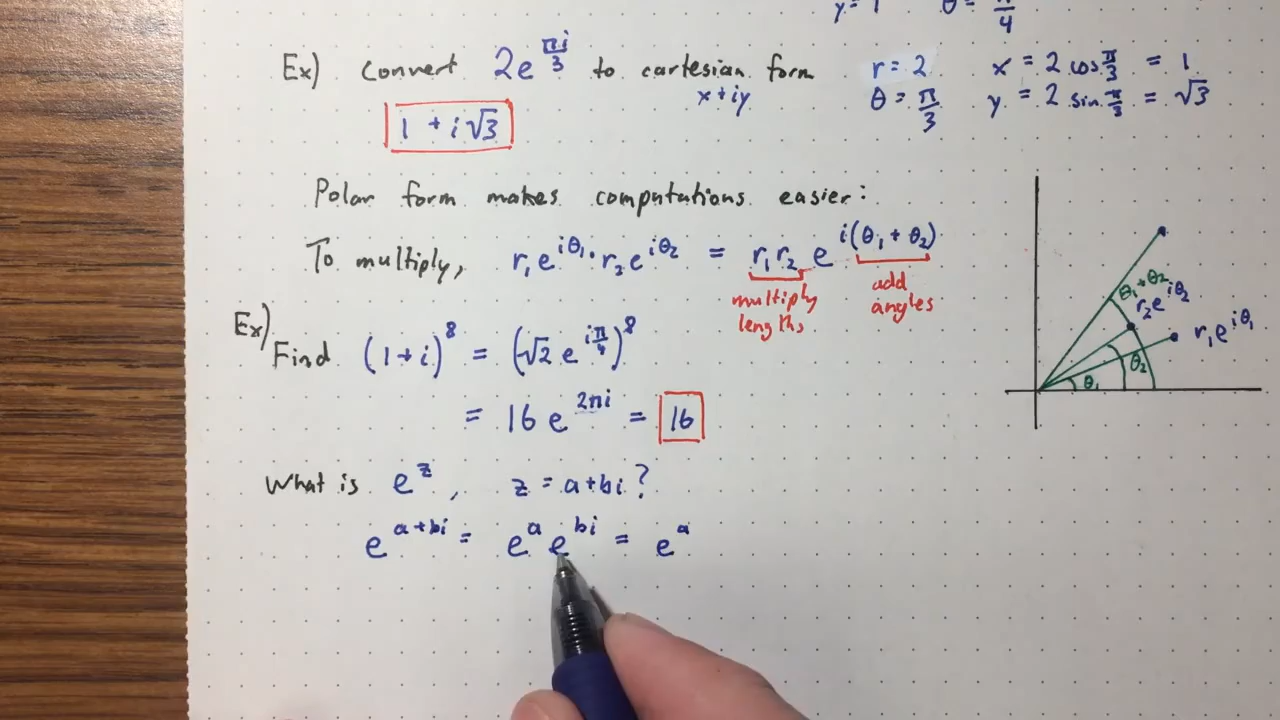 y = 1 θ = π/4
Ex) Convert 2e^(πi/3) to cartesian form r = 2 x = 2 cos π/3 = 1
x+iy θ = π/3 y = 2 sin π/3 = √3
1 + i√3
Polar form makes computations easier:
To multiply, r₁e^(iθ₁) · r₂e^(iθ₂) = r₁r₂ e^(i(θ₁ + θ₂))
multiply lengths
add angles
θ₁+θ₂
r₂e^(iθ₂)
r₁e^(iθ₁)
θ₂
θ₁
Ex)
Find (1+i)^8 = (√2 e^(iπ/4))^8
= 16 e^(2πi) = 16
What is e^z, z = a+bi?
e^(a+bi) = e^a e^(bi) = e^a